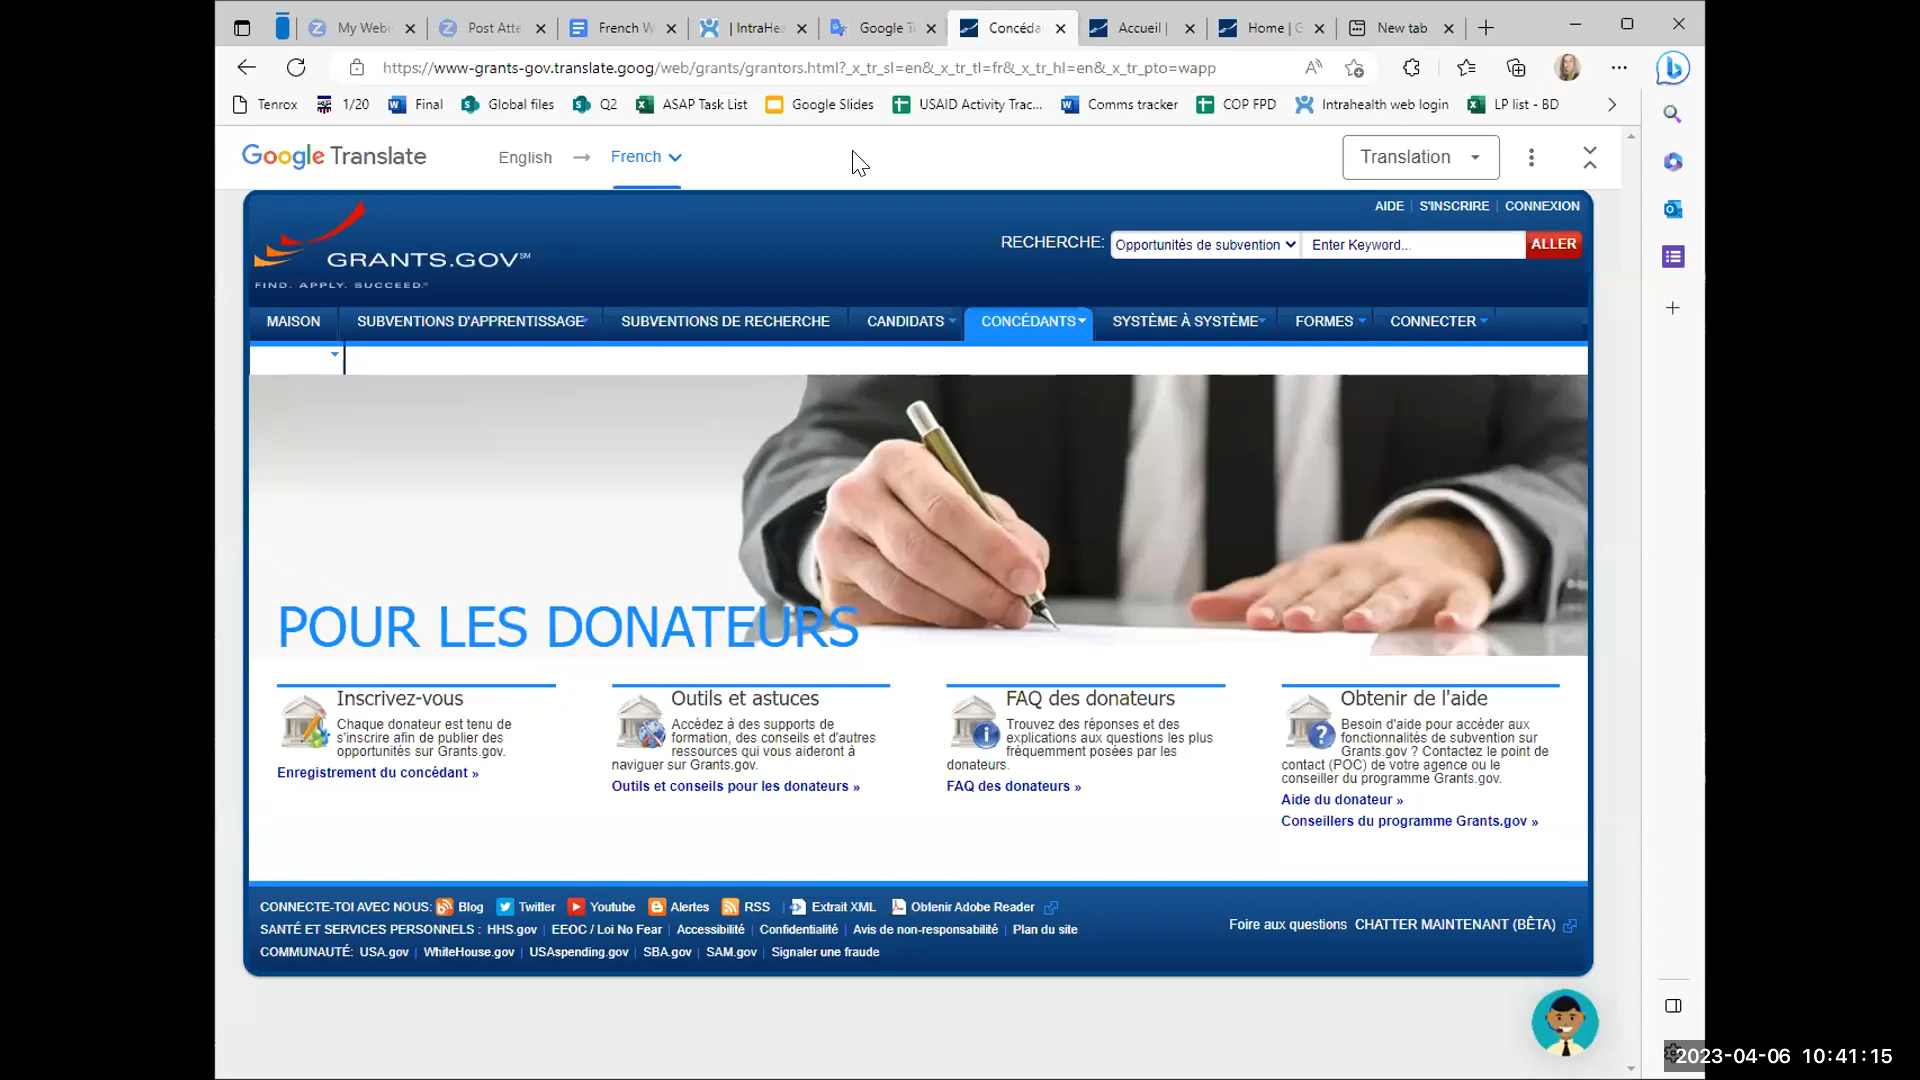 My Webi
Post Atte
French W
| IntraHea
Google T
Concéda
Accueil |
Home | G
New tab
https://www-grants-gov.translate.goog/web/grants/grantors.html?_x_tr_sl=en&_x_tr_tl=fr&_x_tr_hl=en&_x_tr_pto=wapp
Tenrox
1/20
Final
Global files
Q2
ASAP Task List
Google Slides
USAID Activity Trac...
Comms tracker
COP FPD
Intrahealth web login
LP list - BD
Google Translate
English → French
Translation
AIDE | S'INSCRIRE | CONNEXION
GRANTS.GOV℠
FIND. APPLY. SUCCEED.
RECHERCHE: Opportunités de subvention Enter Keyword... ALLER
MAISON
SUBVENTIONS D'APPRENTISSAGE
SUBVENTIONS DE RECHERCHE
CANDIDATS
CONCÉDANTS
SYSTÈME À SYSTÈME
FORMES
CONNECTER
POUR LES DONATEURS
Inscrivez-vous
Chaque donateur est tenu de
s'inscrire afin de publier des
opportunités sur Grants.gov.
Enregistrement du concédant »
Outils et astuces
Accédez à des supports de
formation, des conseils et d'autres
ressources qui vous aideront à
naviguer sur Grants.gov.
Outils et conseils pour les donateurs »
FAQ des donateurs
Trouvez des réponses et des
explications aux questions les plus
fréquemment posées par les
donateurs.
FAQ des donateurs »
Obtenir de l'aide
Besoin d'aide pour accéder aux
fonctionnalités de subvention sur
Grants.gov ? Contactez le point de
contact (POC) de votre agence ou le
conseiller du programme Grants.gov.
Aide du donateur »
Conseillers du programme Grants.gov »
CONNECTE-TOI AVEC NOUS: Blog Twitter Youtube Alertes RSS | Extrait XML Obtenir Adobe Reader
SANTÉ ET SERVICES PERSONNELS : HHS.gov | EEOC / Loi No Fear | Accessibilité | Confidentialité | Avis de non-responsabilité | Plan du site
COMMUNAUTÉ: USA.gov | WhiteHouse.gov | USAspending.gov | SBA.gov | SAM.gov | Signaler une fraude
Foire aux questions CHATTER MAINTENANT (BÊTA)
2023-04-06 10:41:15